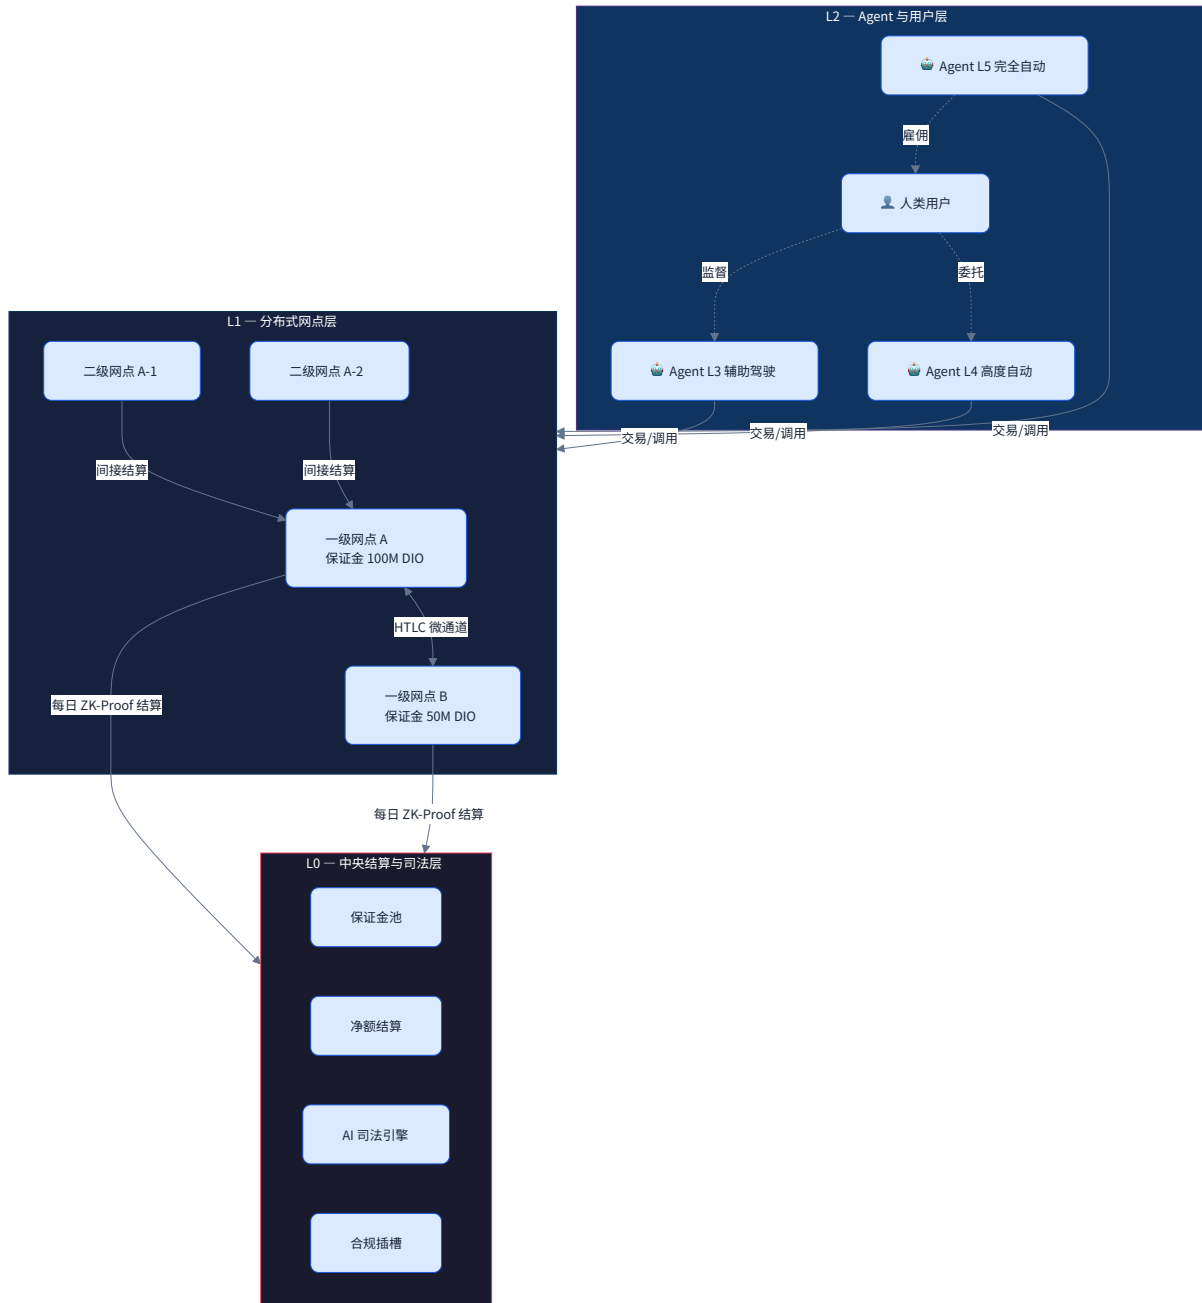 L2 — Agent 与用户层
Agent L5 完全自动
雇佣
人类用户
监督
委托
Agent L3 辅助驾驶
Agent L4 高度自动
交易/调用
交易/调用
交易/调用
L1 — 分布式网点层
二级网点 A-1
二级网点 A-2
间接结算
间接结算
一级网点 A
保证金 100M DIO
HTLC 微通道
一级网点 B
保证金 50M DIO
每日 ZK-Proof 结算
每日 ZK-Proof 结算
L0 — 中央结算与司法层
保证金池
净额结算
AI 司法引擎
合规插槽